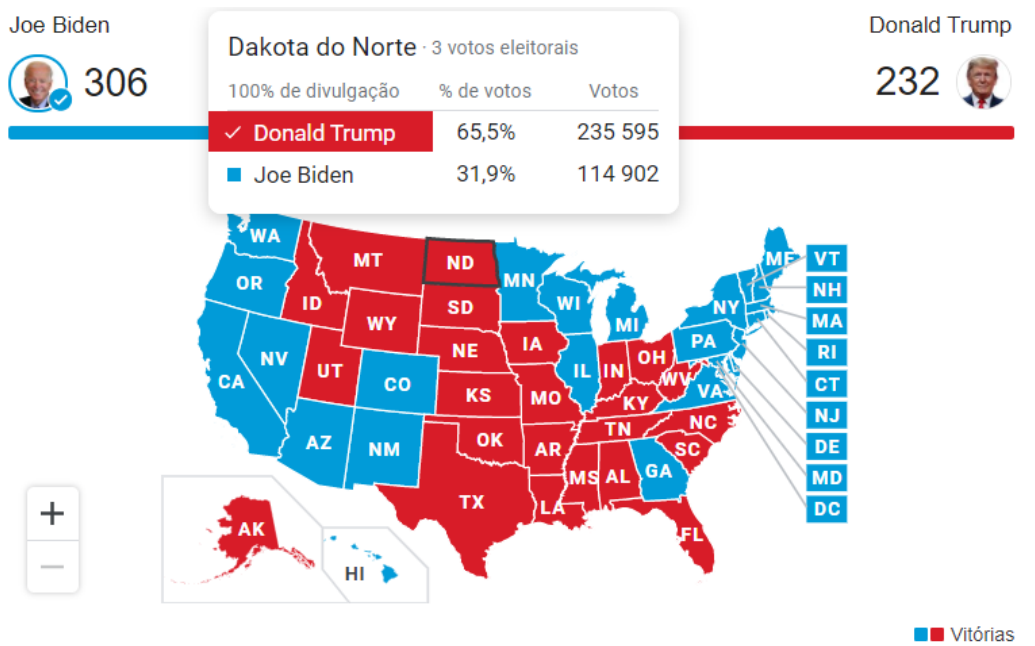 Joe Biden
306
Donald Trump
232
Dakota do Norte · 3 votos eleitorais
100% de divulgação % de votos Votos
Donald Trump 65,5% 235 595
Joe Biden 31,9% 114 902
WA
OR
CA
NV
ID
MT
WY
UT
AZ
CO
NM
ND
SD
NE
KS
OK
TX
MN
IA
MO
AR
LA
WI
IL
MI
IN
OH
KY
TN
MS
AL
GA
FL
SC
NC
VA
WV
PA
NY
ME
VT
NH
MA
RI
CT
NJ
DE
MD
DC
AK
HI
+
−
Vitórias